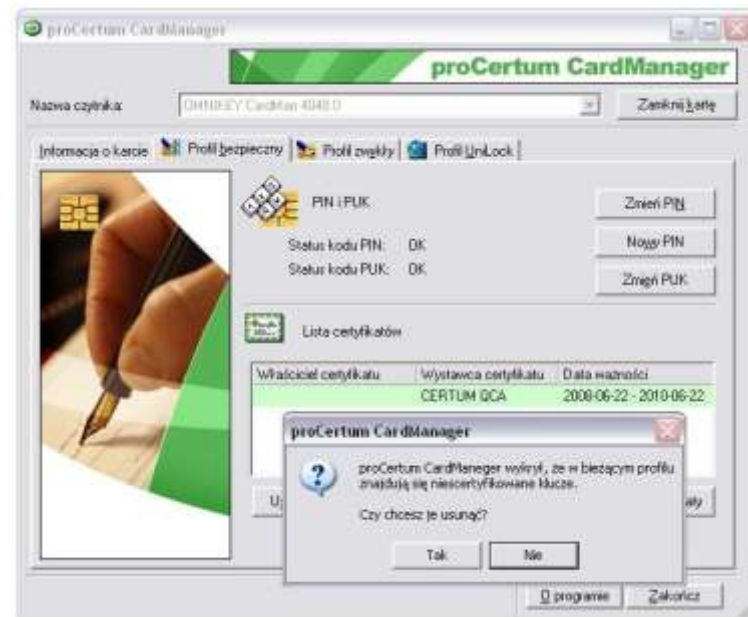 proCertum CardManager
proCertum CardManager
Nazwa czytnika:
OMNIKEY CardMan 4040 0
Zamknij kartę
Informacja o karcie
Profil bezpieczny
Profil zwykły
Profil UniLock
PIN i PUK
Zmień PIN
Status kodu PIN: OK
Nowy PIN
Status kodu PUK: OK
Zmień PUK
Lista certyfikatów
Właściciel certyfikatu Wystawca certyfikatu Data ważności
CERTUM QCA 2008-06-22 - 2010-06-22
proCertum CardManager
proCertum CardManeger wykrył, że w bieżącym profilu
znajdują się niescertyfikowane klucze.
Czy chcesz je usunąć?
Tak
Nie
O programie
Zakończ